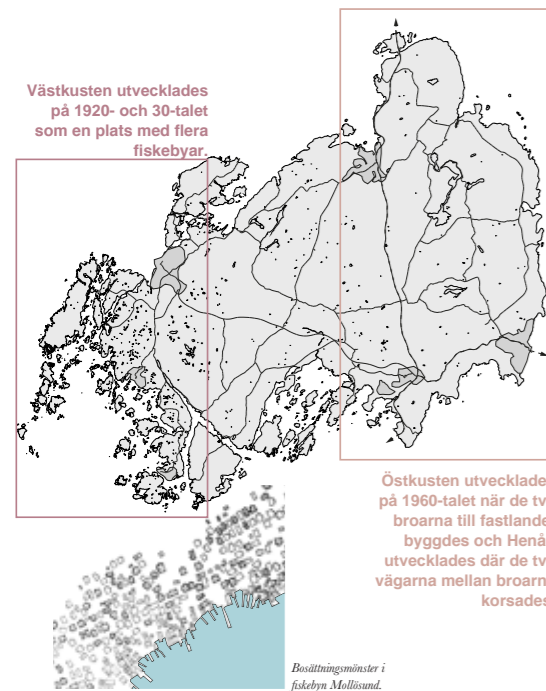 Västkusten utvecklades
på 1920- och 30-talet
som en plats med flera
fiskebyar.
Östkusten utvecklade
på 1960-talet när de tv
broarna till fastlande
byggdes och Henå
utvecklades där de tv
vägarna mellan broarn
korsades
Bosättningsmönster i
fiskebyn Mollösund.